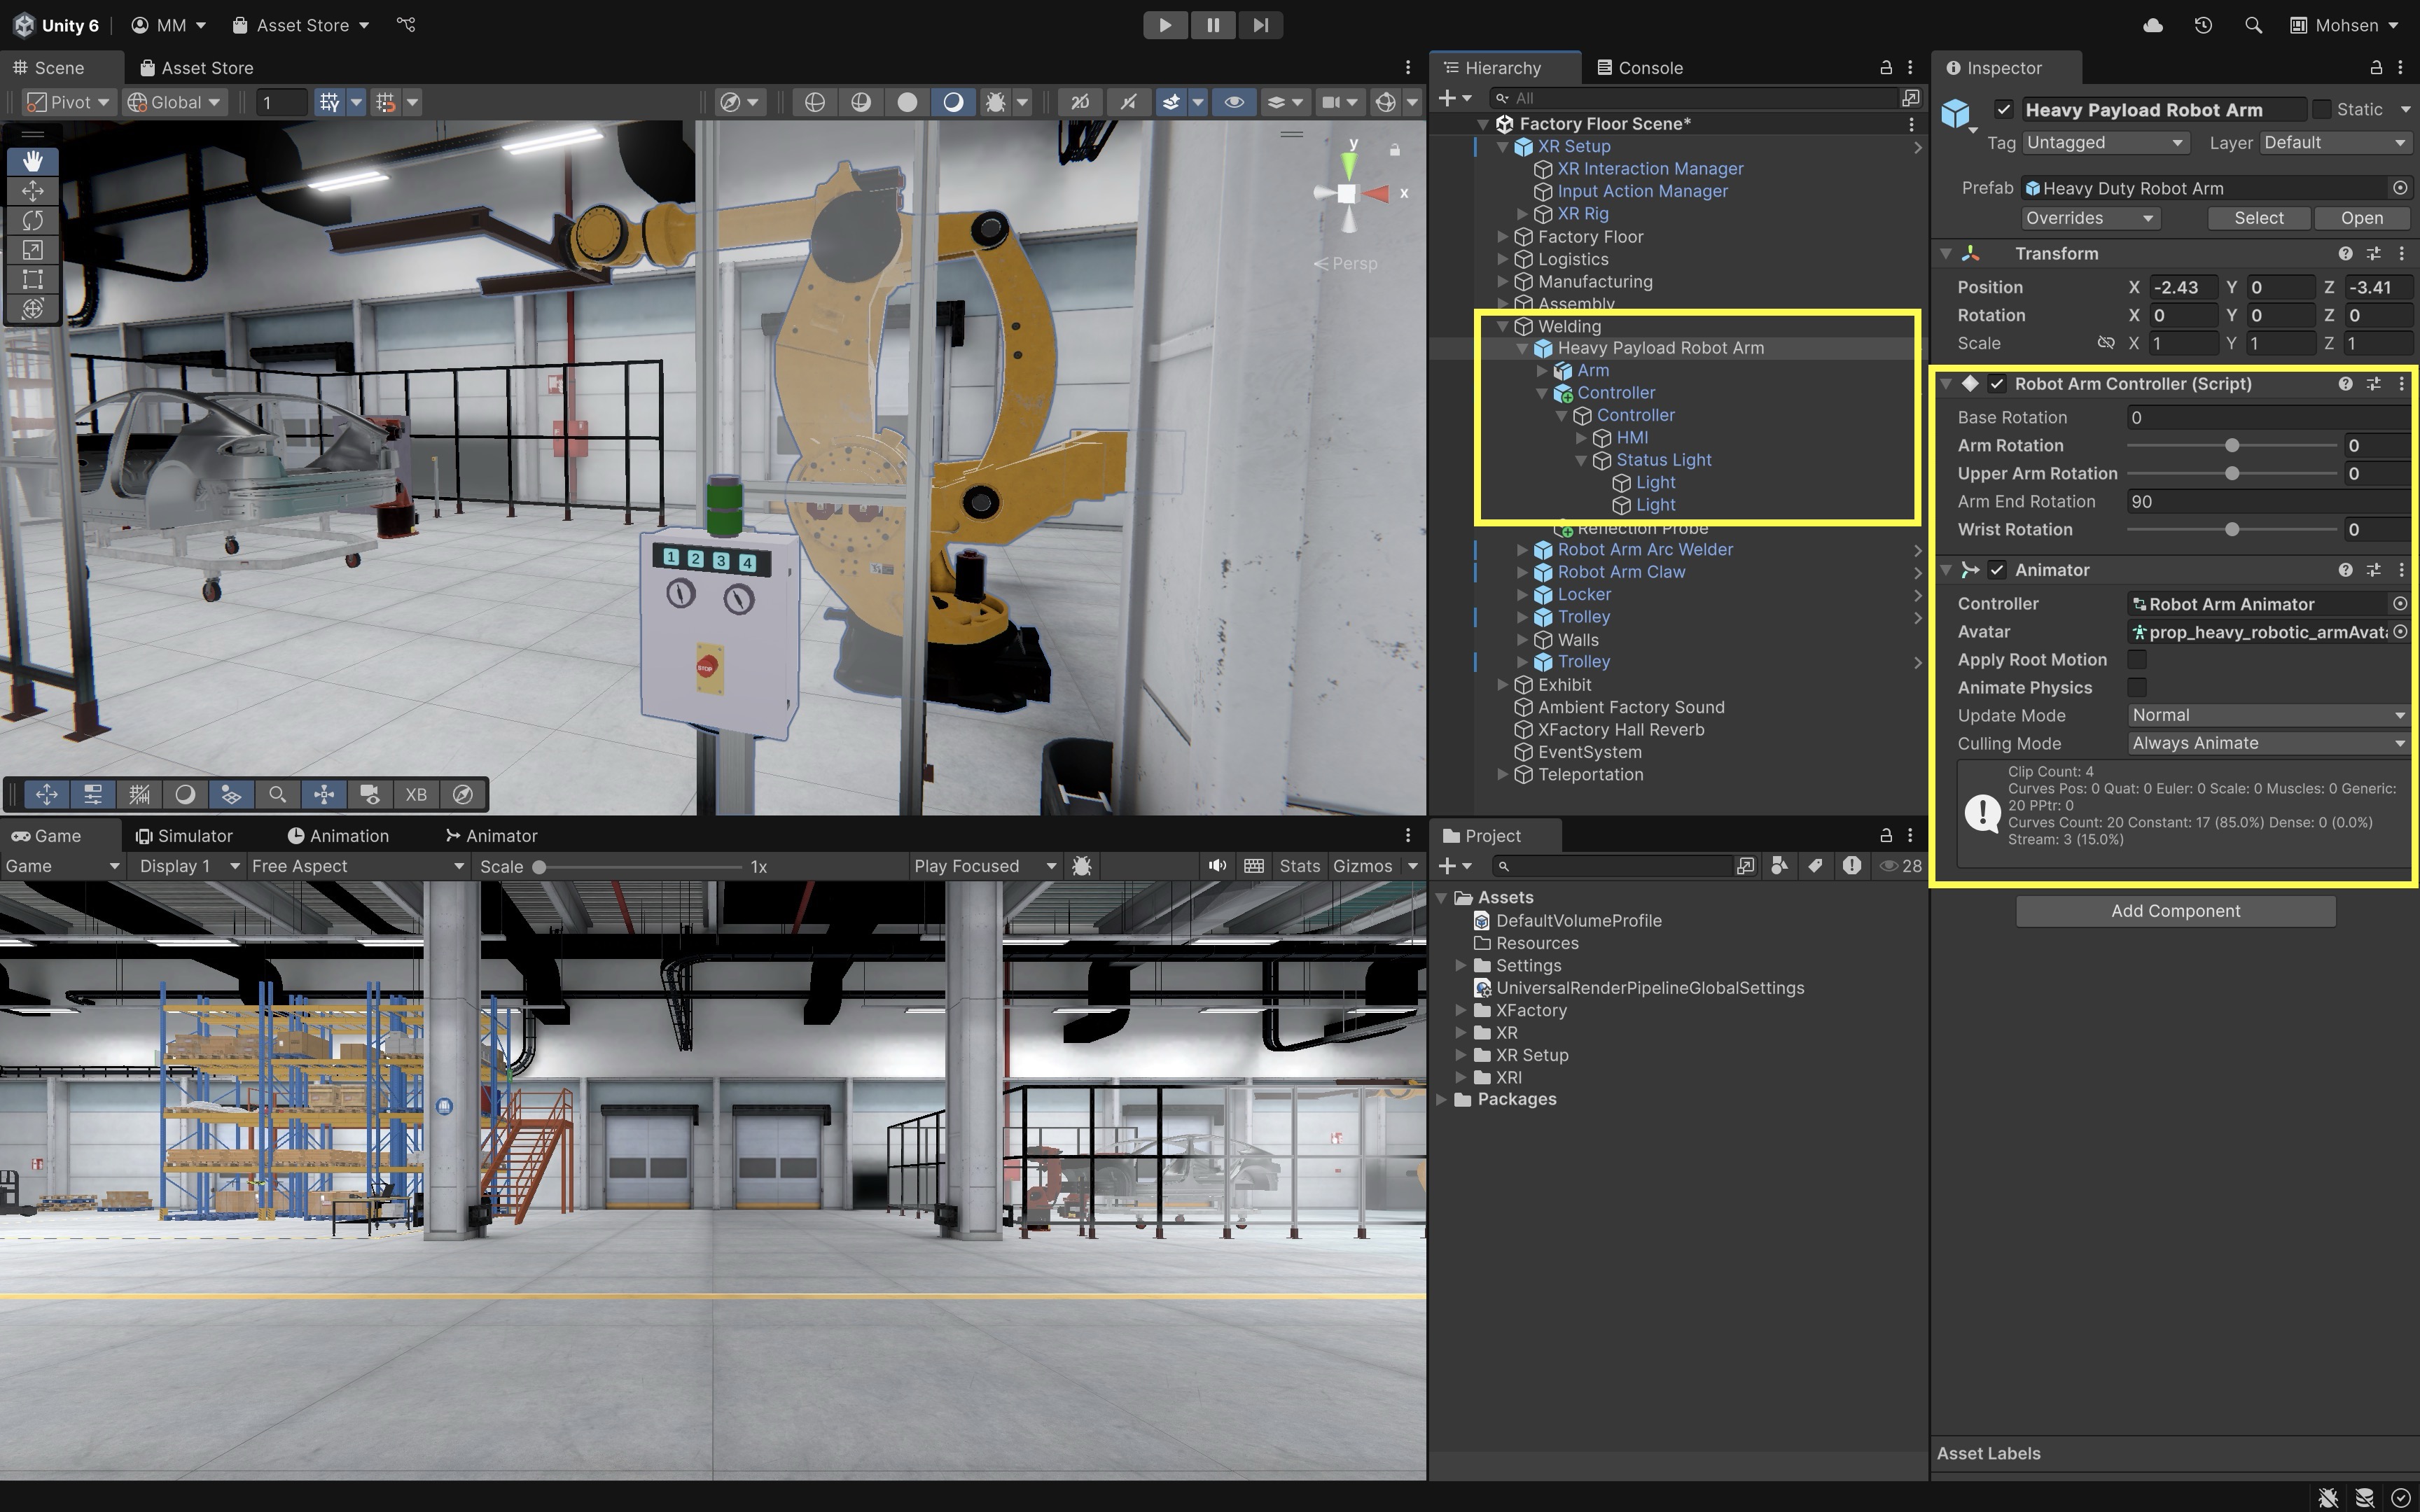 Unity 6 MM Asset Store Mohsen
Scene Asset Store
Pivot Global 1 2D
y
x
Persp
1 2 3 4
STOP
XB
Hierarchy Console
All
Factory Floor Scene*
XR Setup
XR Interaction Manager
Input Action Manager
XR Rig
Factory Floor
Logistics
Manufacturing
Assembly
Welding
Heavy Payload Robot Arm
Arm
Controller
Controller
HMI
Status Light
Light
Light
Reflection Probe
Robot Arm Arc Welder
Robot Arm Claw
Locker
Trolley
Walls
Trolley
Exhibit
Ambient Factory Sound
XFactory Hall Reverb
EventSystem
Teleportation
Inspector
Heavy Payload Robot Arm Static
Tag Untagged Layer Default
Prefab Heavy Duty Robot Arm
Overrides Select Open
Transform
Position X -2.43 Y 0 Z -3.41
Rotation X 0 Y 0 Z 0
Scale X 1 Y 1 Z 1
Robot Arm Controller (Script)
Base Rotation 0
Arm Rotation 0
Upper Arm Rotation 0
Arm End Rotation 90
Wrist Rotation 0
Animator
Controller Robot Arm Animator
Avatar prop_heavy_robotic_armAvata
Apply Root Motion
Animate Physics
Update Mode Normal
Culling Mode Always Animate
Clip Count: 4
Curves Pos: 0 Quat: 0 Euler: 0 Scale: 0 Muscles: 0 Generic:
20 PPtr: 0
Curves Count: 20 Constant: 17 (85.0%) Dense: 0 (0.0%)
Stream: 3 (15.0%)
Add Component
Asset Labels
Game Simulator Animation Animator
Game Display 1 Free Aspect Scale 1x Play Focused Stats Gizmos
Project
28
Assets
DefaultVolumeProfile
Resources
Settings
UniversalRenderPipelineGlobalSettings
XFactory
XR
XR Setup
XRI
Packages